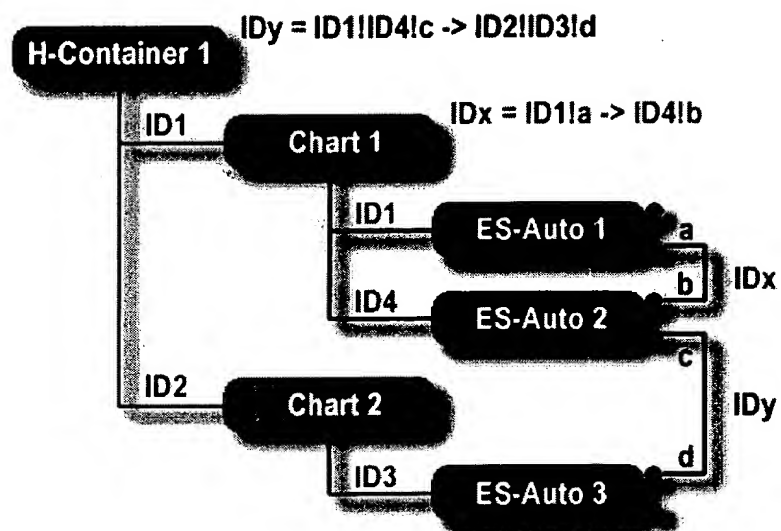 IDy = ID1!ID4!c -> ID2!ID3!d
H-Container 1
ID1
IDx = ID1!a -> ID4!b
Chart 1
ID1
ES-Auto 1
a
b
IDx
ID4
ES-Auto 2
c
ID2
Chart 2
IDy
d
ID3
ES-Auto 3